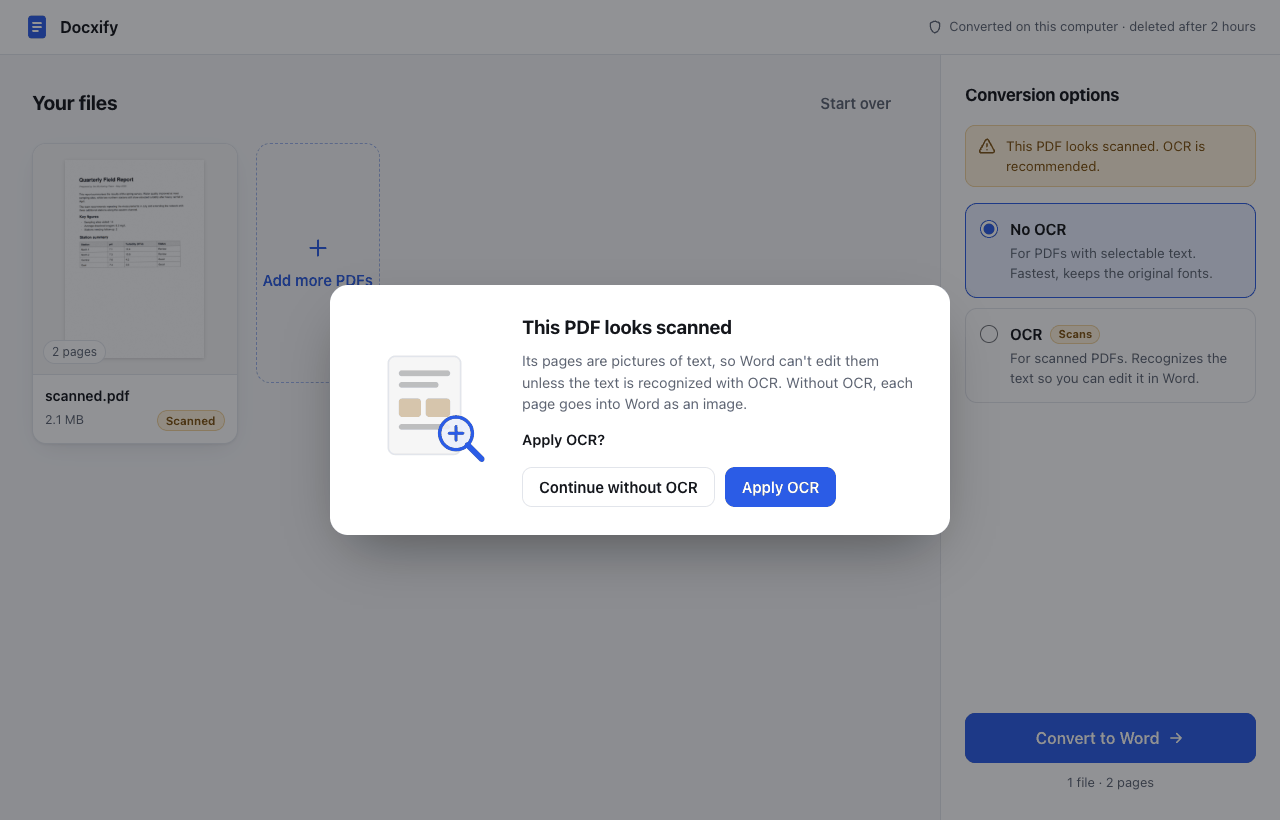 Docxify
Converted on this computer · deleted after 2 hours
Your files
Start over
Quarterly Field Report
Key figures
Station summary
2 pages
scanned.pdf
2.1 MB
Scanned
Add more PDFs
This PDF looks scanned
Its pages are pictures of text, so Word can't edit them
unless the text is recognized with OCR. Without OCR, each
page goes into Word as an image.
Apply OCR?
Continue without OCR
Apply OCR
Conversion options
This PDF looks scanned. OCR is
recommended.
No OCR
For PDFs with selectable text.
Fastest, keeps the original fonts.
OCR Scans
For scanned PDFs. Recognizes the
text so you can edit it in Word.
Convert to Word
1 file · 2 pages